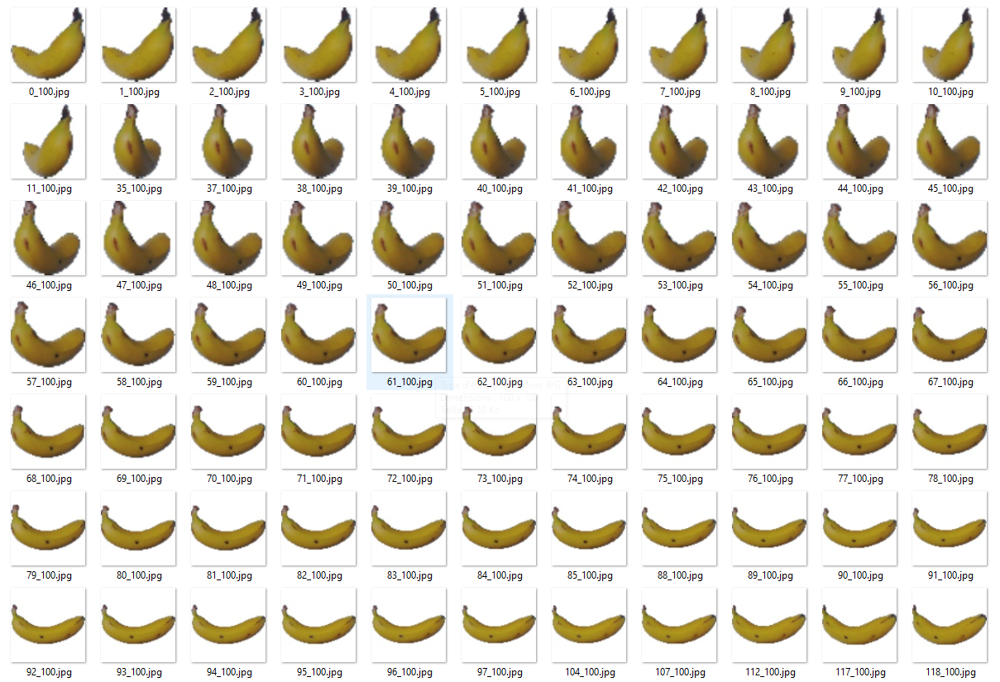 0_100.jpg 1_100.jpg 2_100.jpg 3_100.jpg 4_100.jpg 5_100.jpg 6_100.jpg 7_100.jpg 8_100.jpg 9_100.jpg 10_100.jpg
11_100.jpg 35_100.jpg 37_100.jpg 38_100.jpg 39_100.jpg 40_100.jpg 41_100.jpg 42_100.jpg 43_100.jpg 44_100.jpg 45_100.jpg
46_100.jpg 47_100.jpg 48_100.jpg 49_100.jpg 50_100.jpg 51_100.jpg 52_100.jpg 53_100.jpg 54_100.jpg 55_100.jpg 56_100.jpg
57_100.jpg 58_100.jpg 59_100.jpg 60_100.jpg 61_100.jpg 62_100.jpg 63_100.jpg 64_100.jpg 65_100.jpg 66_100.jpg 67_100.jpg
Type JPG
Dimensions : 100 x
Ko
68_100.jpg 69_100.jpg 70_100.jpg 71_100.jpg 72_100.jpg 73_100.jpg 74_100.jpg 75_100.jpg 76_100.jpg 77_100.jpg 78_100.jpg
79_100.jpg 80_100.jpg 81_100.jpg 82_100.jpg 83_100.jpg 84_100.jpg 85_100.jpg 88_100.jpg 89_100.jpg 90_100.jpg 91_100.jpg
92_100.jpg 93_100.jpg 94_100.jpg 95_100.jpg 96_100.jpg 97_100.jpg 104_100.jpg 107_100.jpg 112_100.jpg 117_100.jpg 118_100.jpg